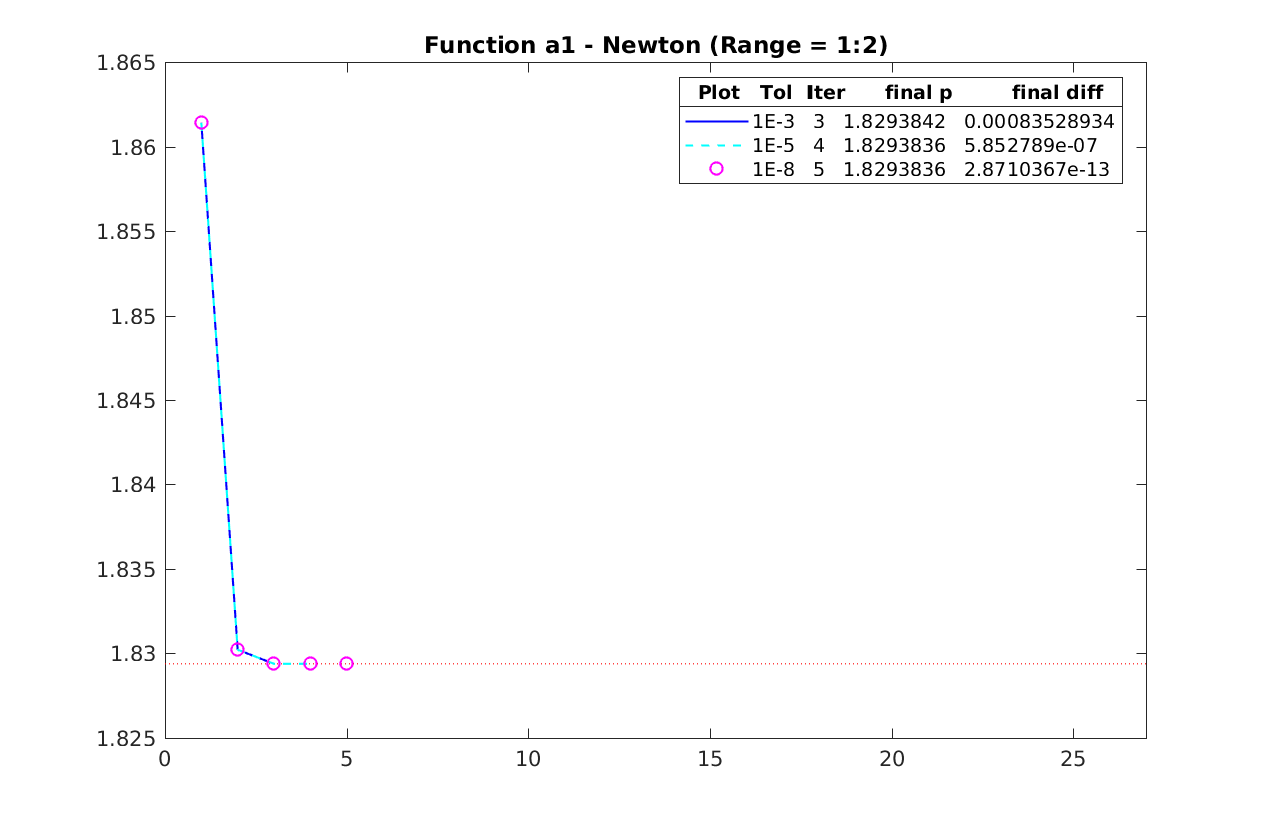 Function a1 - Newton (Range = 1:2)
1.865
Plot Tol Iter final p final diff
1E-3 3 1.8293842 0.00083528934
1E-5 4 1.8293836 5.852789e-07
1E-8 5 1.8293836 2.8710367e-13
1.86
1.855
1.85
1.845
1.84
1.835
1.83
1.825
0 5 10 15 20 25